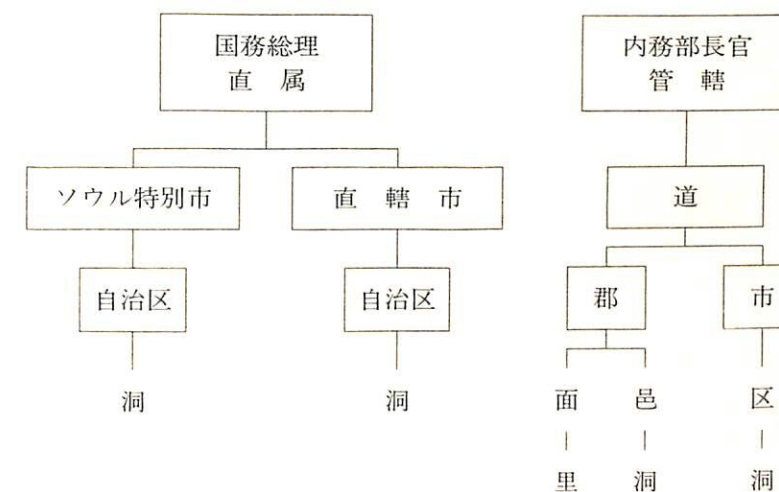 国務総理
直属
内務部長官
管轄
ソウル特別市
直轄市
道
自治区
自治区
郡
市
洞
洞
面
邑
区
里
洞
洞